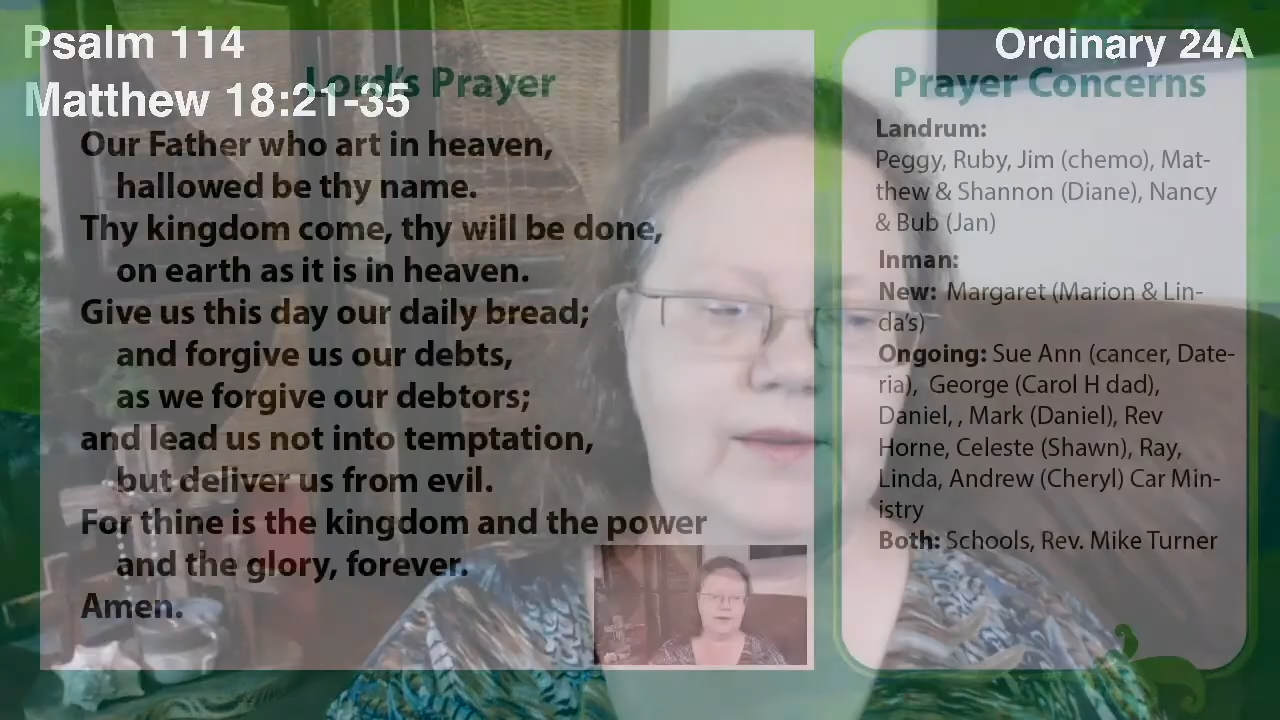 Psalm 114
Matthew 18:21-35
Ordinary 24A
Lord's Prayer
Our Father who art in heaven,
hallowed be thy name.
Thy kingdom come, thy will be done,
on earth as it is in heaven.
Give us this day our daily bread;
and forgive us our debts,
as we forgive our debtors;
and lead us not into temptation,
but deliver us from evil.
For thine is the kingdom and the power
and the glory, forever.
Amen.
Prayer Concerns
Landrum:
Peggy, Ruby, Jim (chemo), Mat-
thew & Shannon (Diane), Nancy
& Bub (Jan)
Inman:
New: Margaret (Marion & Lin-
da's)
Ongoing: Sue Ann (cancer, Date-
ria), George (Carol H dad),
Daniel, , Mark (Daniel), Rev
Horne, Celeste (Shawn), Ray,
Linda, Andrew (Cheryl) Car Min-
istry
Both: Schools, Rev. Mike Turner